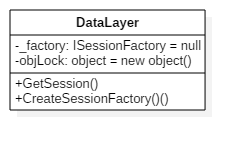 DataLayer
-_factory: ISessionFactory = null
-objLock: object = new object()
+GetSession()
+CreateSessionFactory()()